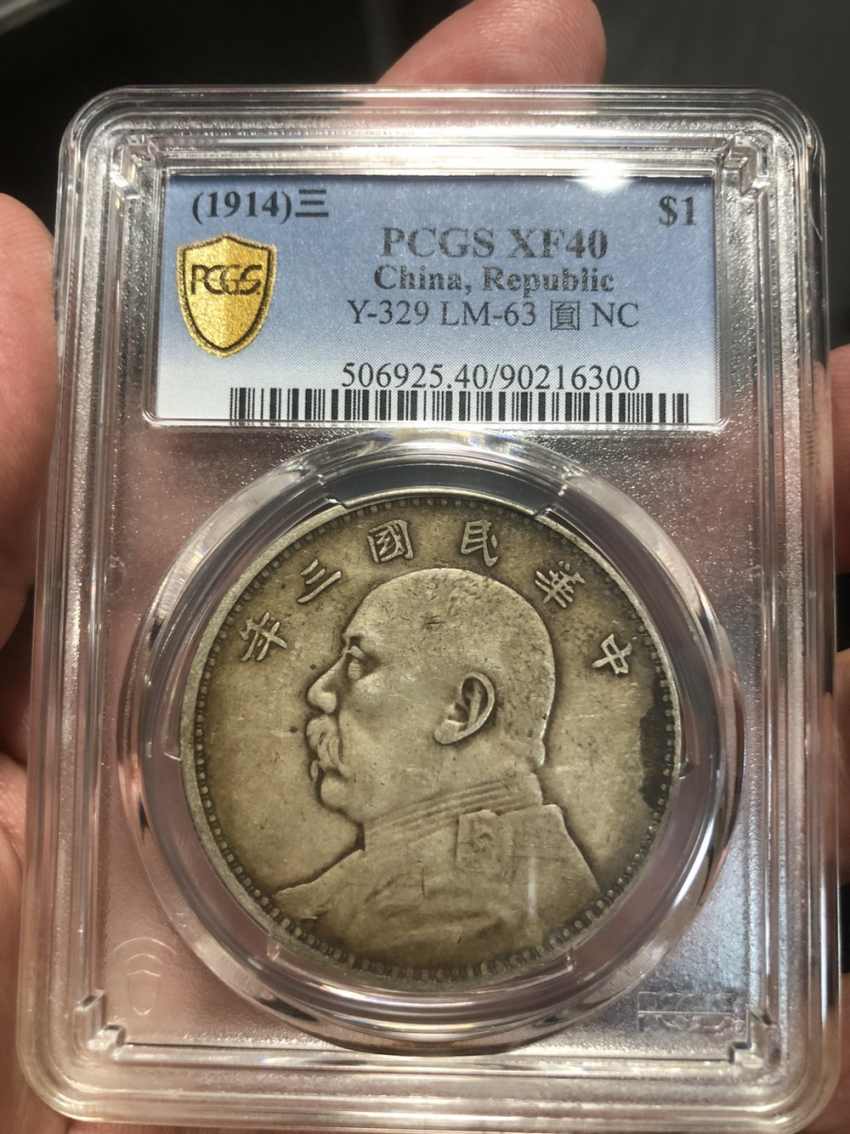 (1914)三 $1
PCGS XF40
PCGS
China, Republic
Y-329 LM-63 圓 NC
506925.40/90216300
中華民國三年